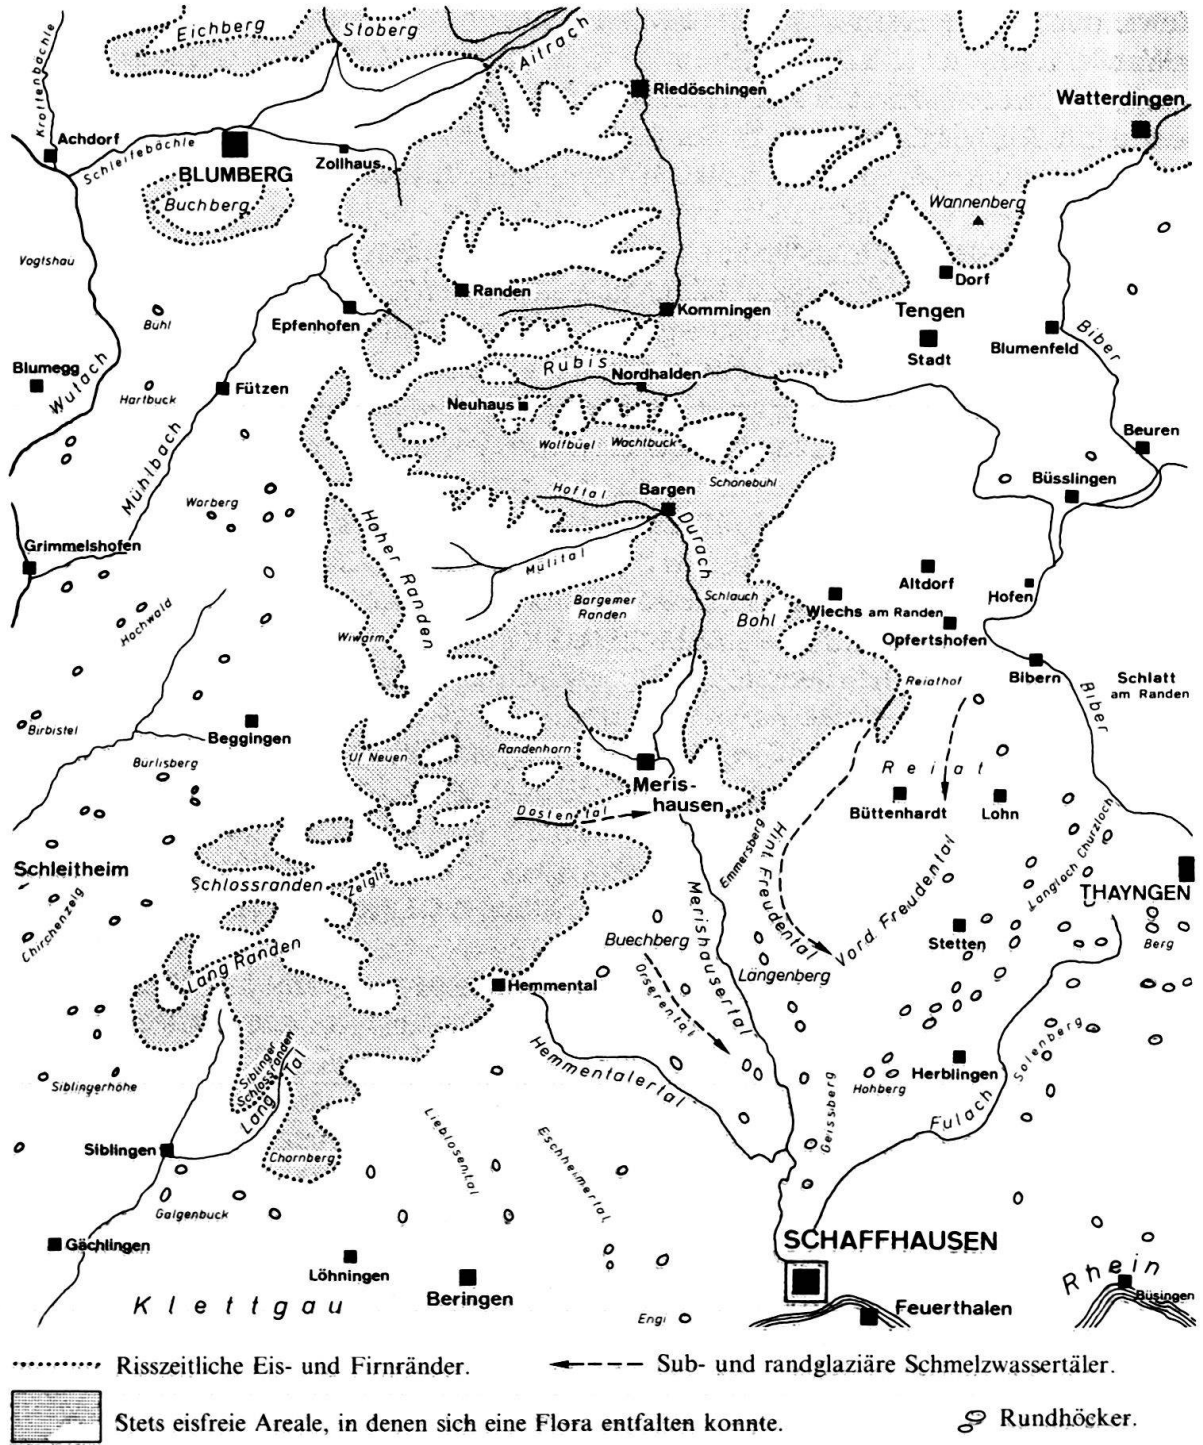 Eichberg
Stoberg
Aitrach
Krottenbächle
Riedöschingen
Watterdingen
Achdorf
Schleifebächle
BLUMBERG
Zollhaus
Buchberg
Wannenberg
Vogtshau
Dorf
Randen
Kommingen
Tengen
Stadt
Buhl
Epfenhofen
Blumenfeld
Biber
Blumegg
Wutach
Hartbuck
Fützen
Rubis
Nordhalden
Neuhaus
Wolfbüel
Wachtbuck
Schonebuhl
Beuren
Büsslingen
Mühlbach
Worberg
Hoftal
Bargen
Durach
Grimmelshofen
Hoher Randen
Mülital
Altdorf
Hofen
Hochwald
Bargemer
Randen
Schlauch
Bohl
Wiechs am Randen
Opfertshofen
Wiwarm
Reiathof
Bibern
Schlatt
am Randen
Biber
Birbistel
Beggingen
Burlisberg
Uf Neuen
Randenhorn
Meris-
hausen
Reiat
Büttenhardt
Lohn
Dostental
Emmersberg
Hint. Freudental
Vord. Freudental
Langloch
Churzloch
Schleitheim
Schlossranden
Zelgli
THAYNGEN
Chirchenzelg
Merishausertal
Stetten
Berg
Buechberg
Längenberg
Orserental
Lang Randen
Hemmental
Siblinger
Schlossranden
Lang Tal
Hemmentalertal
Siblingerhöhe
Herblingen
Hohberg
Solenberg
Geissberg
Fulach
Lieblosental
Eschheimertal
Siblingen
Chornberg
Galgenbuck
Gächlingen
Löhningen
Beringen
SCHAFFHAUSEN
Rhein
Büsingen
Klettgau
Engi
Feuerthalen
Risszeitliche Eis- und Firnränder.
Sub- und randglaziäre Schmelzwassertäler.
Stets eisfreie Areale, in denen sich eine Flora entfalten konnte.
Rundhöcker.